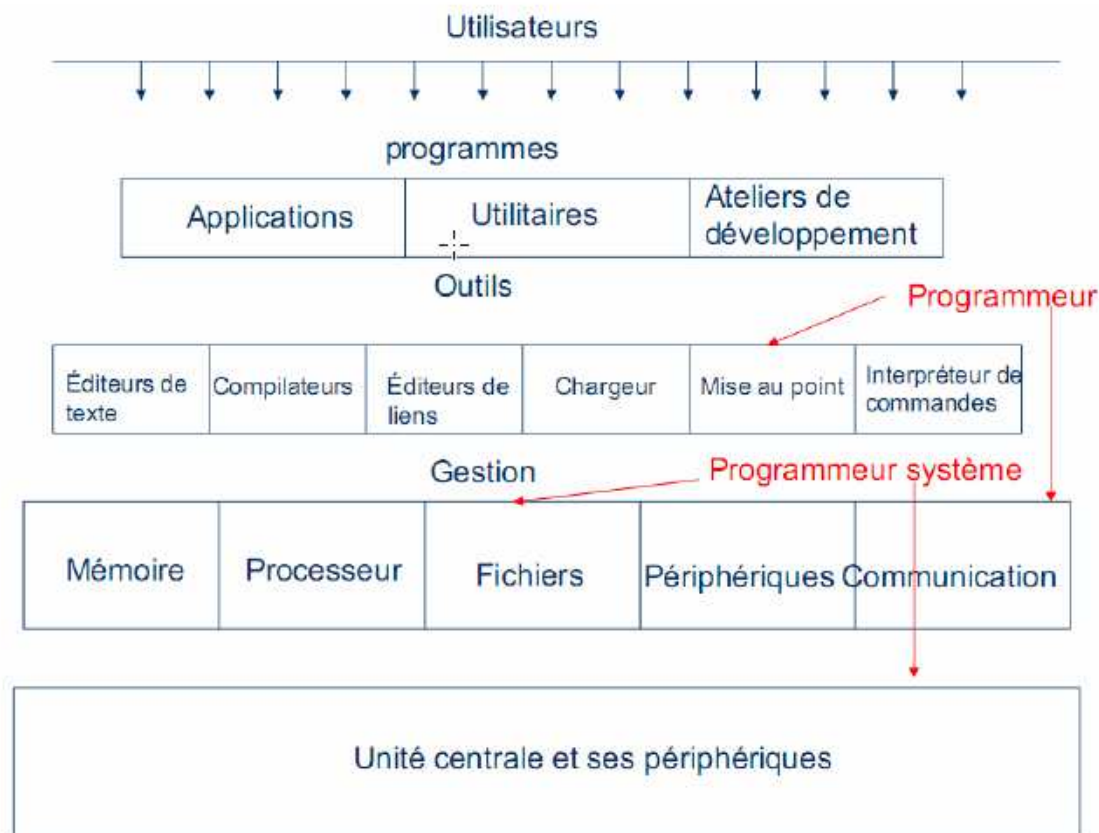 Utilisateurs
programmes
Applications
Utilitaires
Ateliers de
développement
Outils
Programmeur
Éditeurs de
texte
Compilateurs
Éditeurs de
liens
Chargeur
Mise au point
Interpréteur de
commandes
Gestion
Programmeur système
Mémoire
Processeur
Fichiers
Périphériques
Communication
Unité centrale et ses périphériques